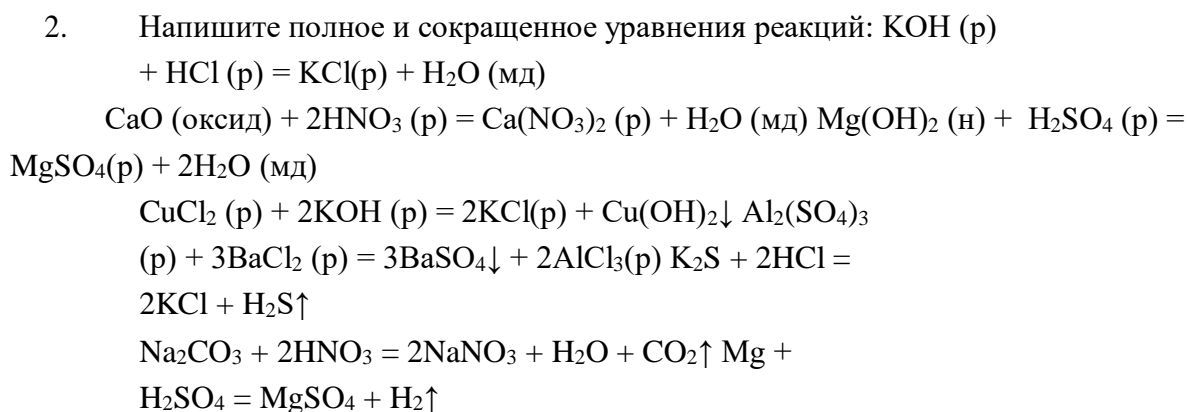 2. Напишите полное и сокращенное уравнения реакций: KOH (р)
+ HCl (р) = KCl(р) + H₂O (мд)
CaO (оксид) + 2HNO₃ (р) = Ca(NO₃)₂ (р) + H₂O (мд) Mg(OH)₂ (н) + H₂SO₄ (р) =
MgSO₄(р) + 2H₂O (мд)
CuCl₂ (р) + 2KOH (р) = 2KCl(р) + Cu(OH)₂↓ Al₂(SO₄)₃
(р) + 3BaCl₂ (р) = 3BaSO₄↓ + 2AlCl₃(р) K₂S + 2HCl =
2KCl + H₂S↑
Na₂CO₃ + 2HNO₃ = 2NaNO₃ + H₂O + CO₂↑ Mg +
H₂SO₄ = MgSO₄ + H₂↑